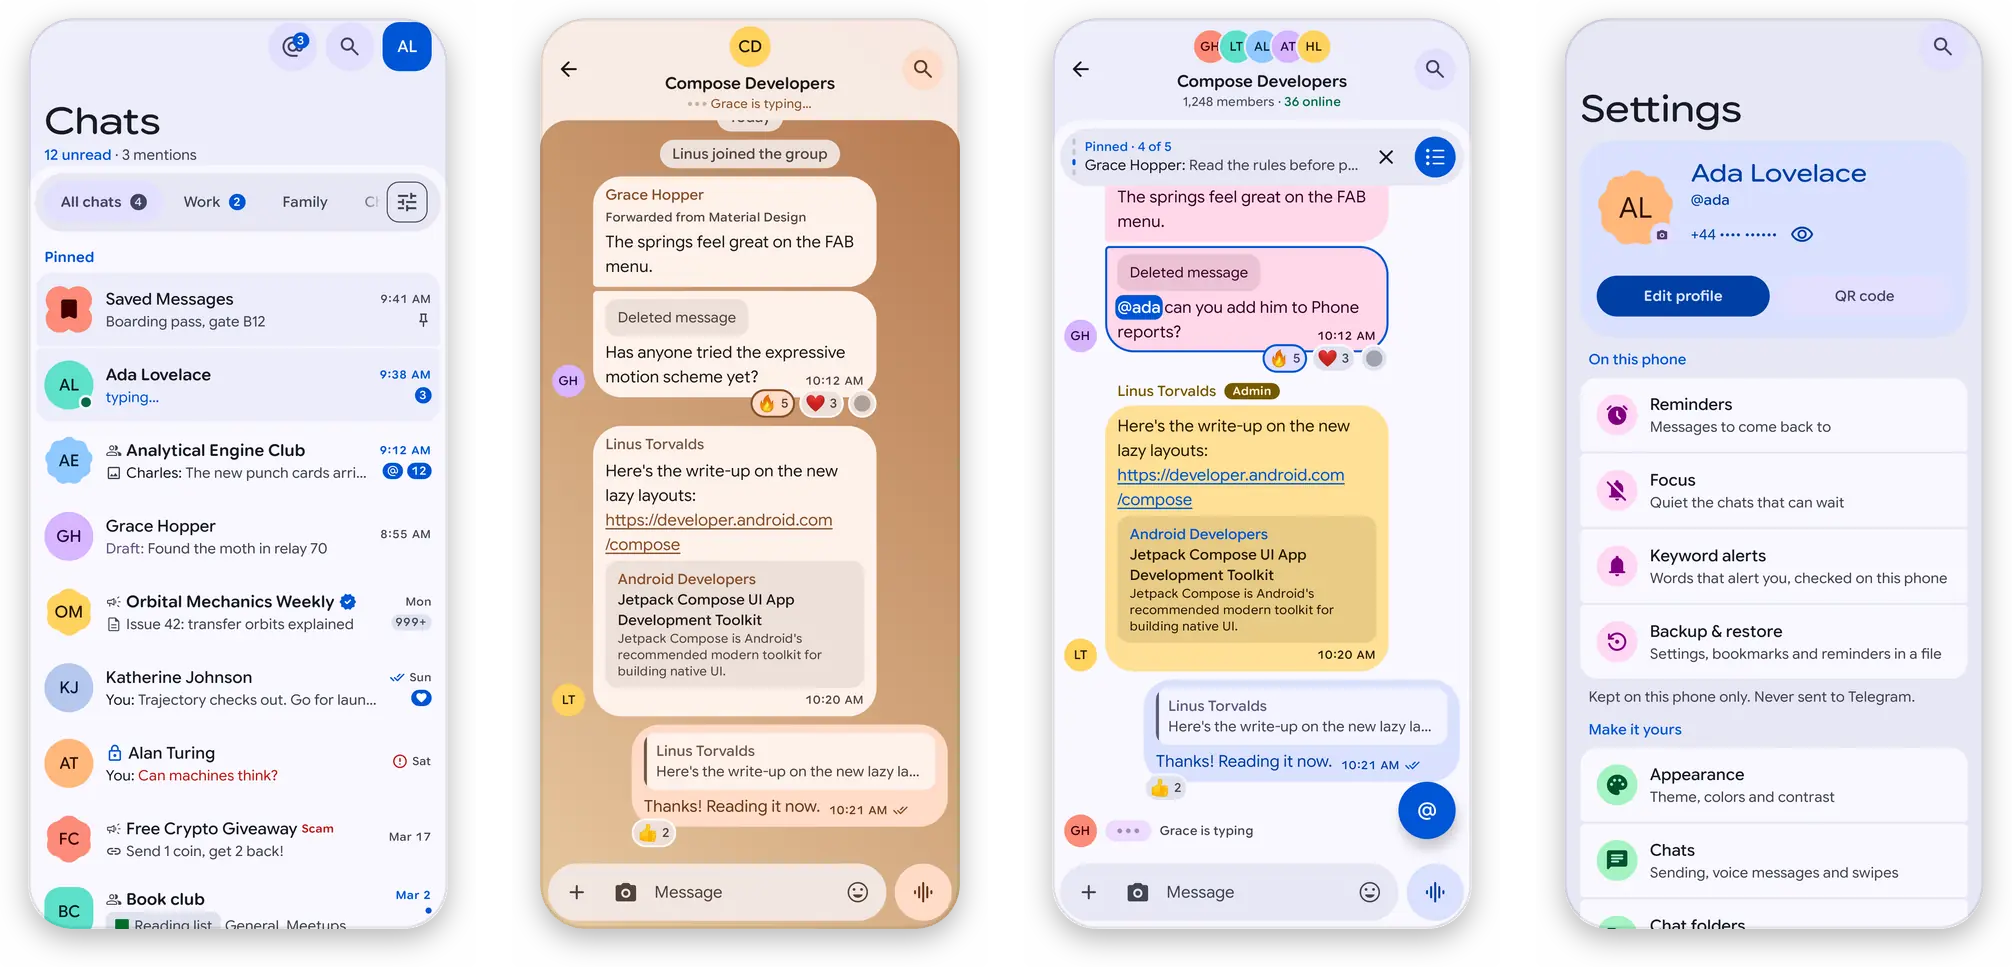 3
AL
Chats
12 unread · 3 mentions
All chats 4
Work 2
Family
Pinned
Saved Messages
9:41 AM
Boarding pass, gate B12
AL
Ada Lovelace
9:38 AM
typing...
3
AE
Analytical Engine Club
9:12 AM
Charles: The new punch cards arri...
@ 12
GH
Grace Hopper
8:55 AM
Draft: Found the moth in relay 70
OM
Orbital Mechanics Weekly
Mon
Issue 42: transfer orbits explained
999+
KJ
Katherine Johnson
Sun
You: Trajectory checks out. Go for laun...
AT
Alan Turing
Sat
You: Can machines think?
FC
Free Crypto Giveaway Scam
Mar 17
Send 1 coin, get 2 back!
BC
Book club
Mar 2
Reading list General Meetups
CD
Compose Developers
Grace is typing...
Today
Linus joined the group
Grace Hopper
Forwarded from Material Design
The springs feel great on the FAB
menu.
Deleted message
Has anyone tried the expressive
motion scheme yet?
10:12 AM
GH
🔥 5
❤️ 3
Linus Torvalds
Here's the write-up on the new
lazy layouts:
https://developer.android.com
/compose
Android Developers
Jetpack Compose UI App
Development Toolkit
Jetpack Compose is Android's
recommended modern toolkit for
building native UI.
10:20 AM
LT
Linus Torvalds
Here's the write-up on the new lazy la...
Thanks! Reading it now.
10:21 AM
👍 2
Message
GH LT AL AT HL
Compose Developers
1,248 members · 36 online
Pinned · 4 of 5
Grace Hopper: Read the rules before p...
The springs feel great on the FAB
menu.
Deleted message
@ada can you add him to Phone
reports?
10:12 AM
GH
🔥 5
❤️ 3
Linus Torvalds Admin
Here's the write-up on the new
lazy layouts:
https://developer.android.com
/compose
Android Developers
Jetpack Compose UI App
Development Toolkit
Jetpack Compose is Android's
recommended modern toolkit for
building native UI.
10:20 AM
LT
Linus Torvalds
Here's the write-up on the new lazy la...
Thanks! Reading it now.
10:21 AM
👍 2
@
GH
Grace is typing
Message
Settings
AL
Ada Lovelace
@ada
+44 •••• ••••••
Edit profile
QR code
On this phone
Reminders
Messages to come back to
Focus
Quiet the chats that can wait
Keyword alerts
Words that alert you, checked on this phone
Backup & restore
Settings, bookmarks and reminders in a file
Kept on this phone only. Never sent to Telegram.
Make it yours
Appearance
Theme, colors and contrast
Chats
Sending, voice messages and swipes
Chat folders